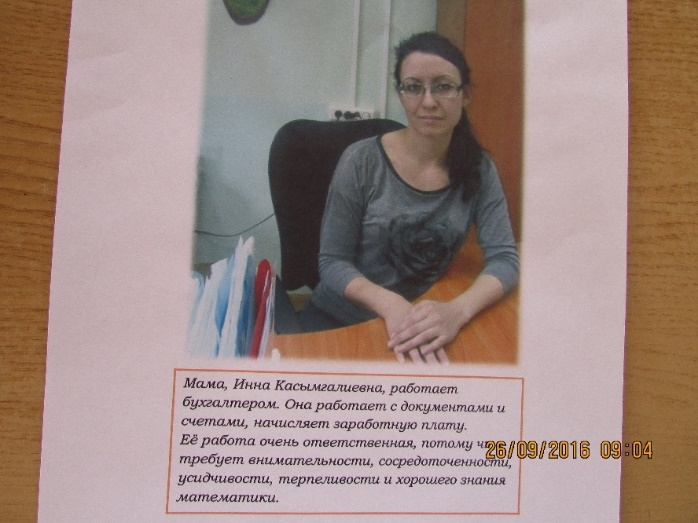 Мама, Инна Касымгалиевна, работает
бухгалтером. Она работает с документами и
счетами, начисляет заработную плату.
Её работа очень ответственная, потому
требует внимательности, сосредоточенности,
усидчивости, терпеливости и хорошего знания
математики.
26/09/2016 09:04